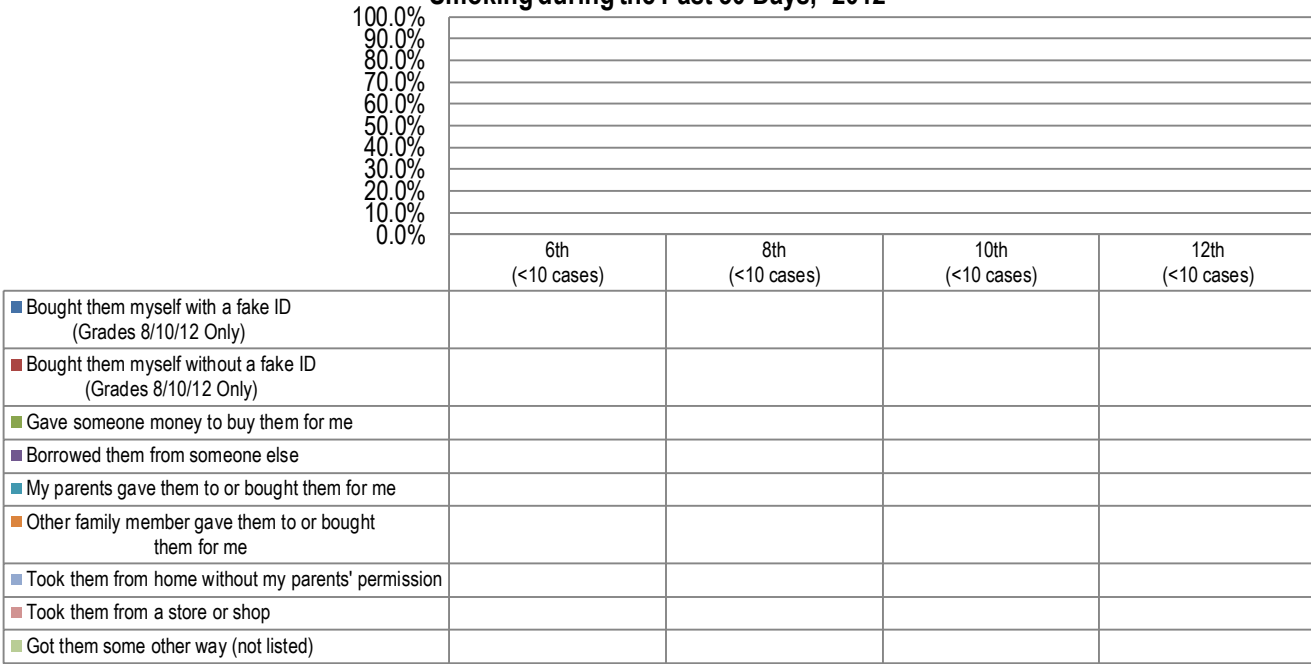 during the Past 30 Days, 2012
100.0%
90.0%
80.0%
70.0%
60.0%
50.0%
40.0%
30.0%
20.0%
10.0%
0.0%
6th 8th 10th 12th
(<10 cases) (<10 cases) (<10 cases) (<10 cases)
Bought them myself with a fake ID
(Grades 8/10/12 Only)
Bought them myself without a fake ID
(Grades 8/10/12 Only)
Gave someone money to buy them for me
Borrowed them from someone else
My parents gave them to or bought them for me
Other family member gave them to or bought
them for me
Took them from home without my parents' permission
Took them from a store or shop
Got them some other way (not listed)